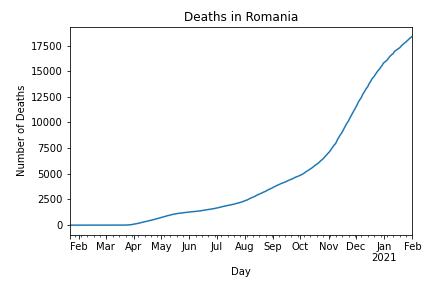 Deaths in Romania
Number of Deaths
17500
15000
12500
10000
7500
5000
2500
0
Feb Mar Apr May Jun Jul Aug Sep Oct Nov Dec Jan Feb
2021
Day